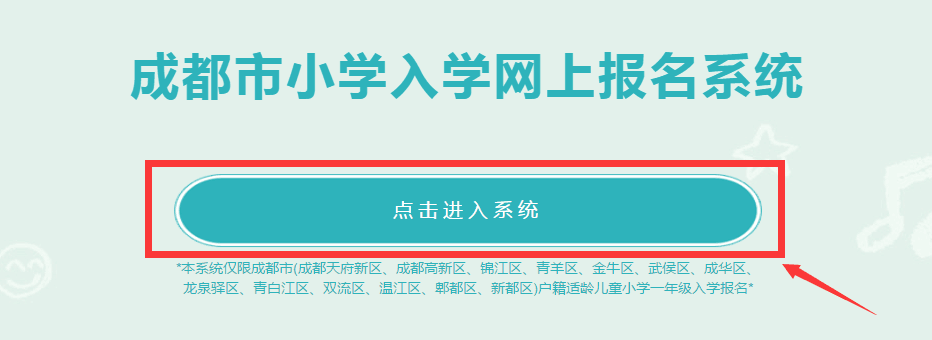 成都市小学入学网上报名系统
点击进入系统
*本系统仅限成都市(成都天府新区、成都高新区、锦江区、青羊区、金牛区、武侯区、成华区、
龙泉驿区、青白江区、双流区、温江区、郫都区、新都区)户籍适龄儿童小学一年级入学报名*